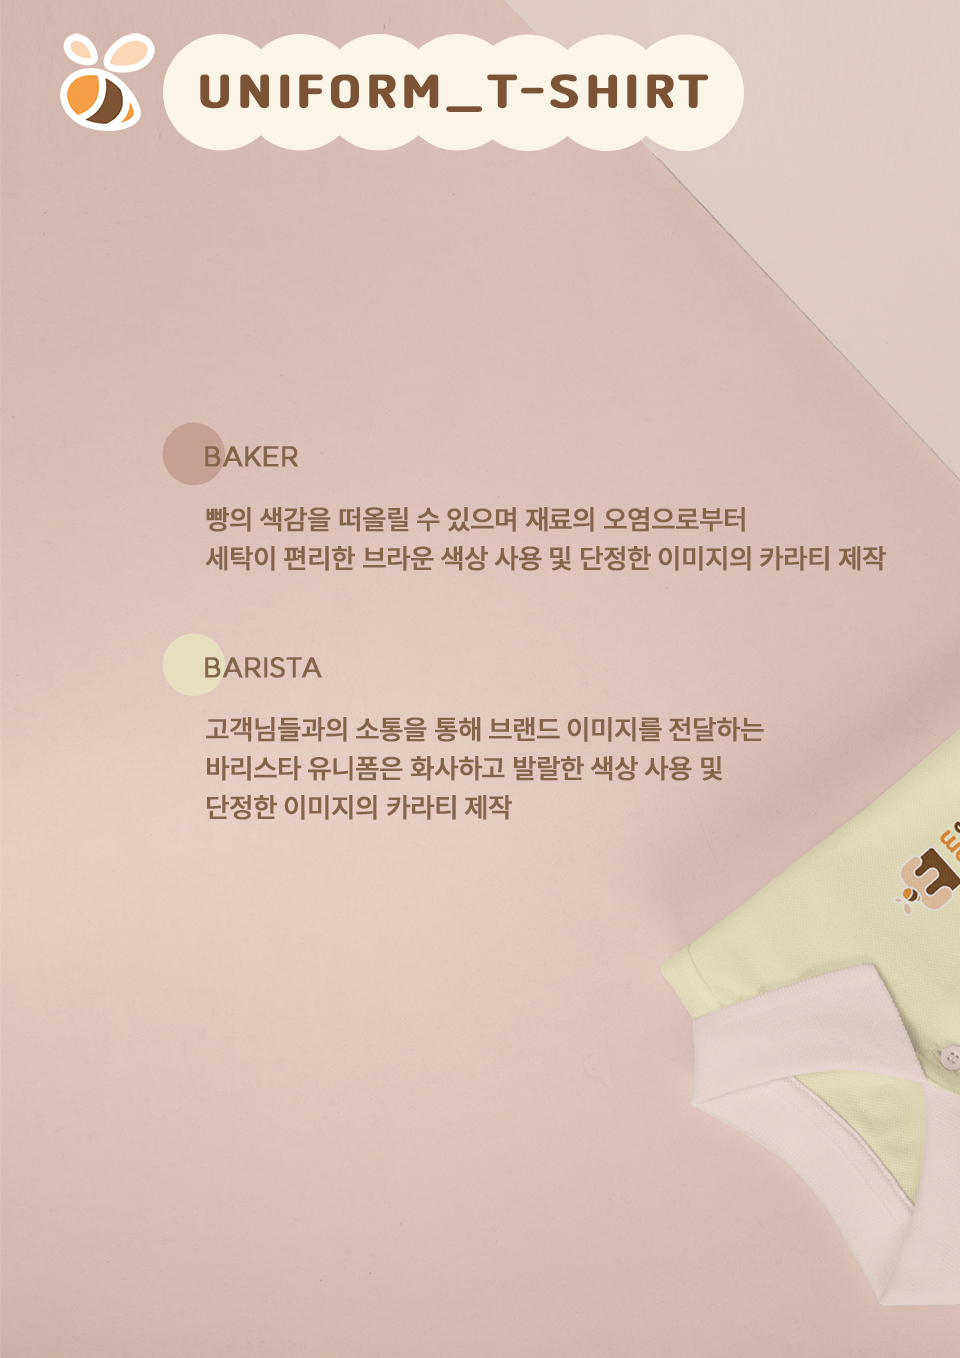 UNIFORM_T-SHIRT
BAKER
빵의 색감을 떠올릴 수 있으며 재료의 오염으로부터
세탁이 편리한 브라운 색상 사용 및 단정한 이미지의 카라티 제작
BARISTA
고객님들과의 소통을 통해 브랜드 이미지를 전달하는
바리스타 유니폼은 화사하고 발랄한 색상 사용 및
단정한 이미지의 카라티 제작